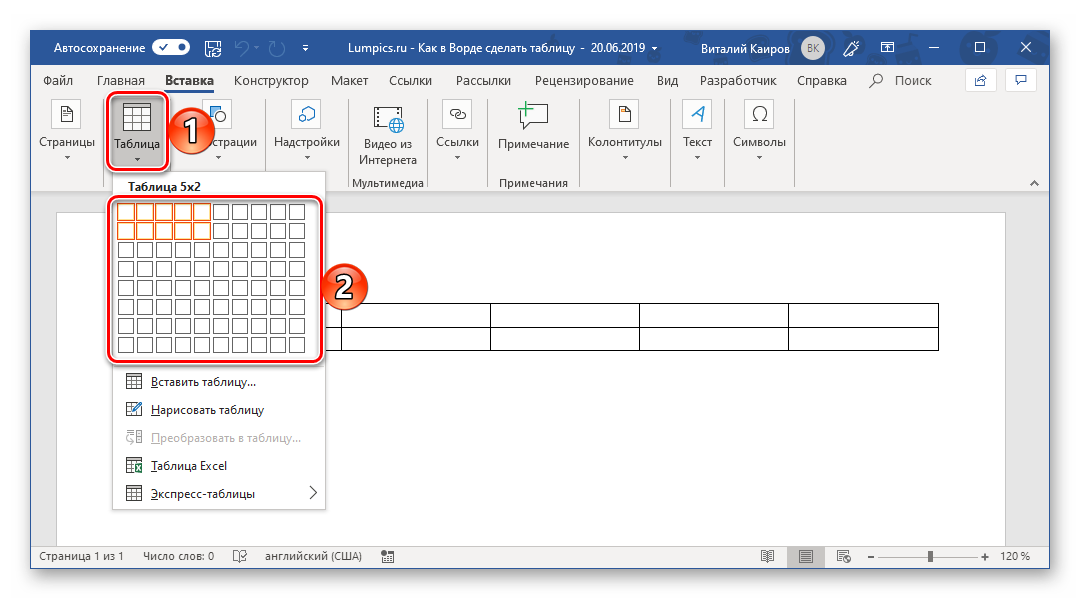 Автосохранение
Lumpics.ru - Как в Ворде сделать таблицу - 20.06.2019
Виталий Каиров
ВК
Файл Главная Вставка Конструктор Макет Ссылки Рассылки Рецензирование Вид Разработчик Справка Поиск
Страницы
Таблица
1
страции
Надстройки
Видео из
Интернета
Ссылки
Примечание
Колонтитулы
Текст
Символы
Мультимедиа
Примечания
Таблица 5x2
2
Вставить таблицу...
Нарисовать таблицу
Преобразовать в таблицу...
Таблица Excel
Экспресс-таблицы
Страница 1 из 1 Число слов: 0 английский (США) 120 %